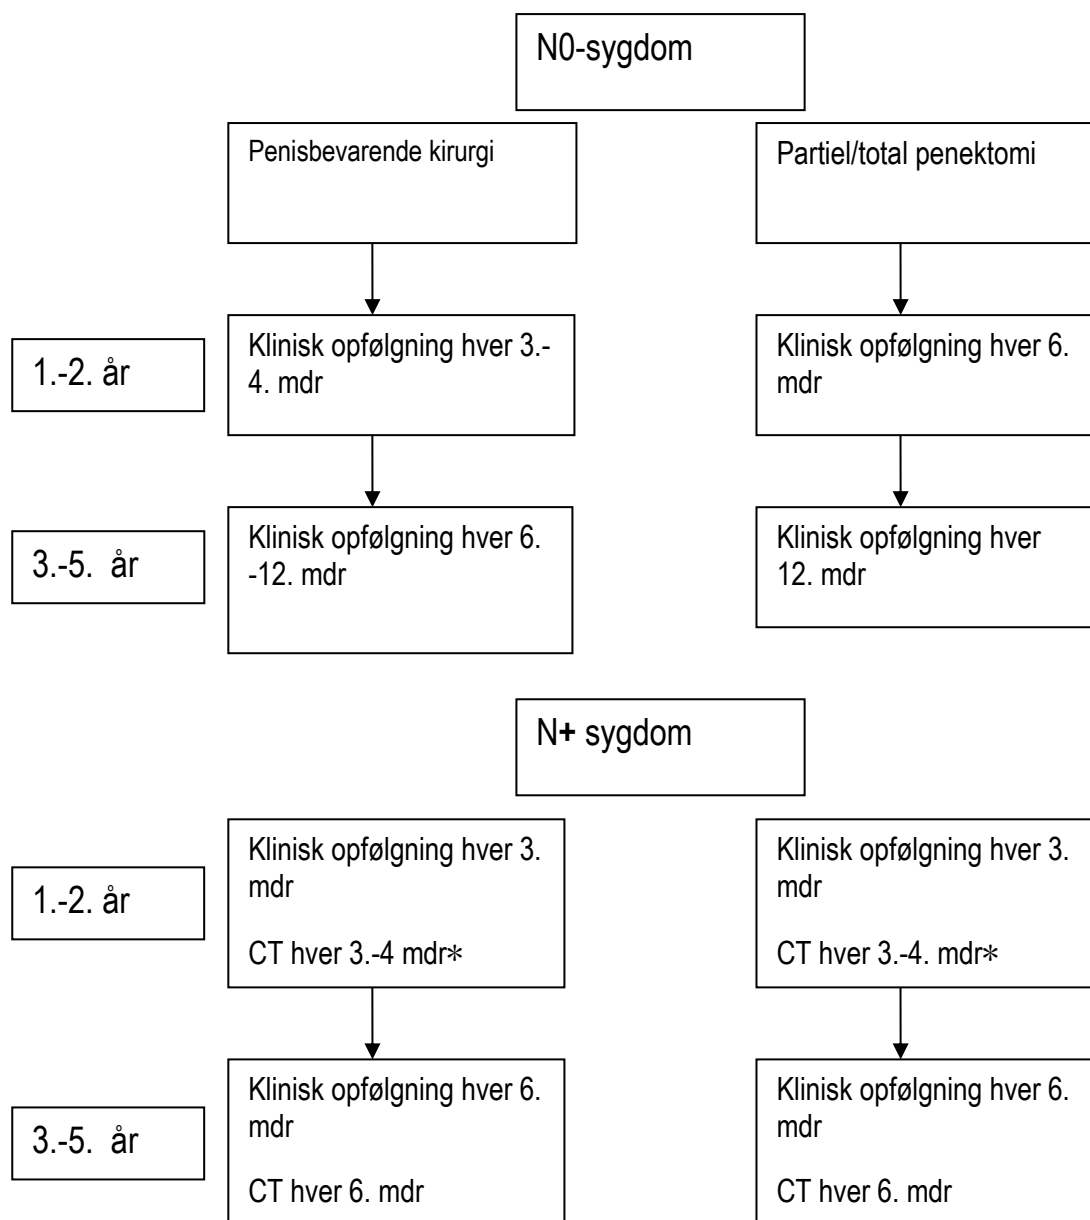 N0-sygdom
Penisbevarende kirurgi
Partiel/total penektomi
1.-2. år
Klinisk opfølgning hver 3.-
4. mdr
Klinisk opfølgning hver 6.
mdr
3.-5. år
Klinisk opfølgning hver 6.
-12. mdr
Klinisk opfølgning hver
12. mdr
N+ sygdom
1.-2. år
Klinisk opfølgning hver 3.
mdr
CT hver 3.-4 mdr*
Klinisk opfølgning hver 3.
mdr
CT hver 3.-4. mdr*
3.-5. år
Klinisk opfølgning hver 6.
mdr
CT hver 6. mdr
Klinisk opfølgning hver 6.
mdr
CT hver 6. mdr